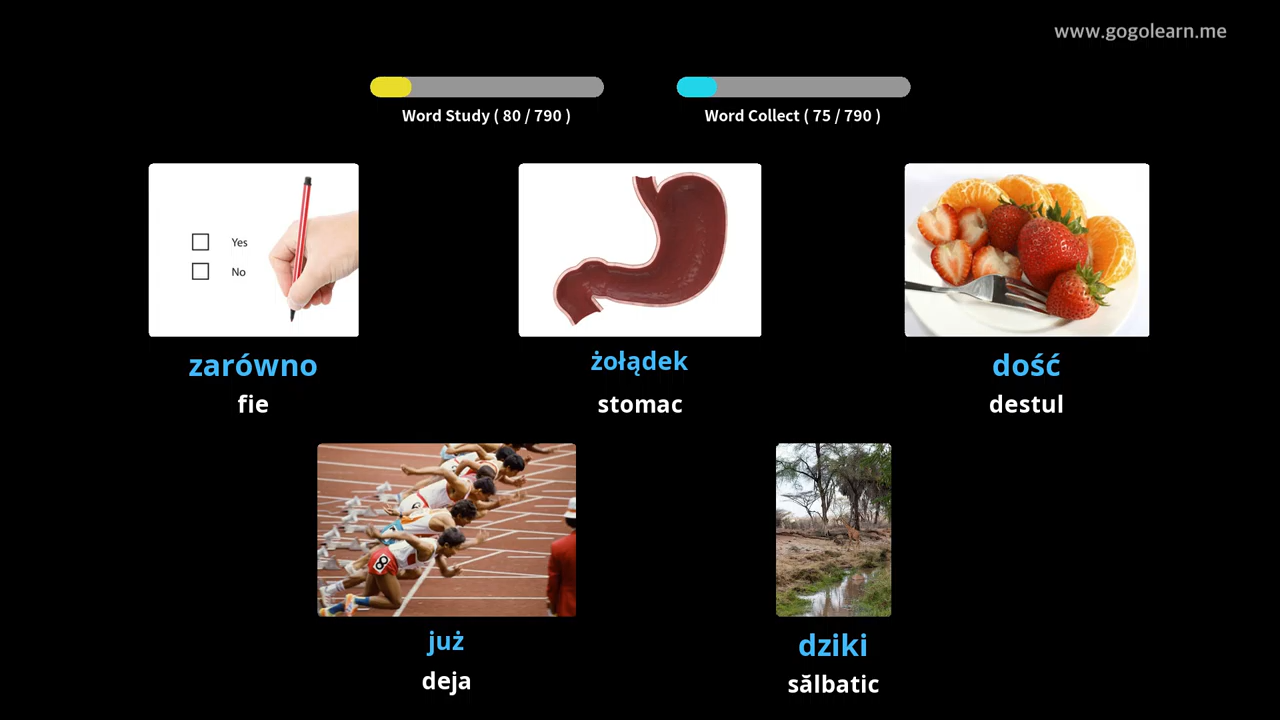 www.gogolearn.me
Word Study ( 80 / 790 )
Word Collect ( 75 / 790 )
Yes
No
zarówno
fie
żołądek
stomac
dość
destul
8
już
deja
dziki
sălbatic